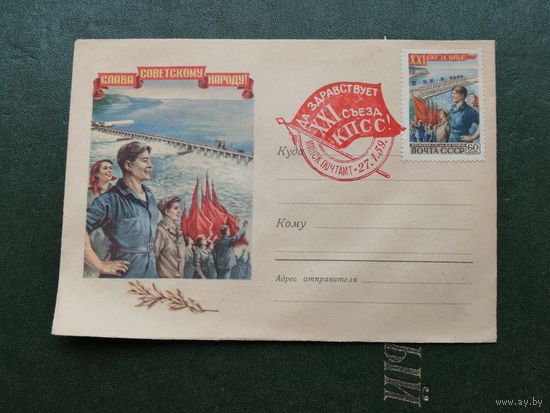 СЛАВА СОВЕТСКОМУ НАРОДУ!
ДА ЗДРАВСТВУЕТ
XXI СЪЕЗД
КПСС!
МИНСК ПОЧТАМТ • 27.1.59.
XXI СЪЕЗД КПСС
ПОЧТА СССР 60
Куда
Кому
Адрес отправителя
ЫЙ
www.ay.by